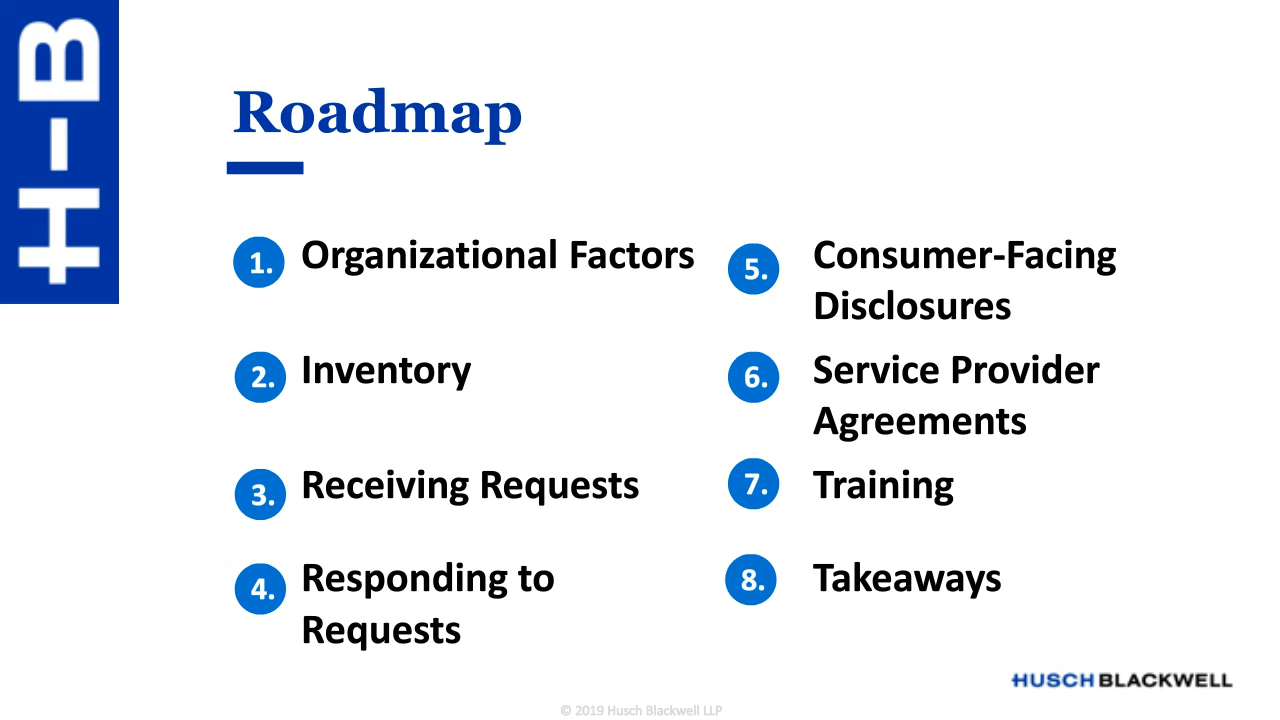 H-B
Roadmap
1. Organizational Factors
2. Inventory
3. Receiving Requests
4. Responding to
Requests
5. Consumer-Facing
Disclosures
6. Service Provider
Agreements
7. Training
8. Takeaways
HUSCH BLACKWELL
© 2019 Husch Blackwell LLP